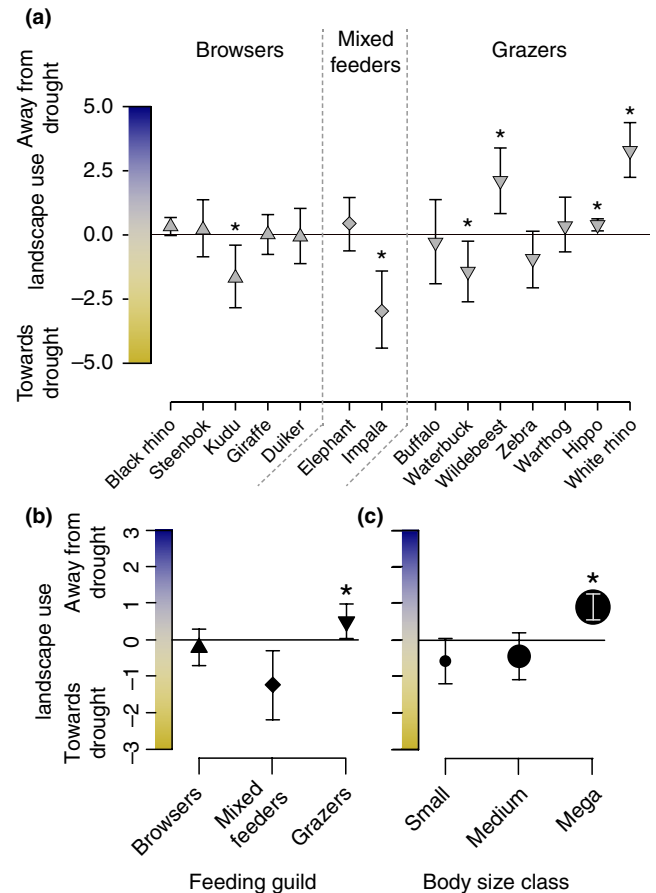 (a)
Browsers
Mixed
feeders
Grazers
Away from
drought
landscape use
Towards
drought
5.0
2.5
0.0
−2.5
−5.0
*
*
*
*
*
*
Black rhino
Steenbok
Kudu
Giraffe
Duiker
Elephant
Impala
Buffalo
Waterbuck
Wildebeest
Zebra
Warthog
Hippo
White rhino
(b)
Away from
drought
landscape use
Towards
drought
3
2
1
0
−1
−2
−3
*
Browsers
Mixed
feeders
Grazers
Feeding guild
(c)
*
Small
Medium
Mega
Body size class